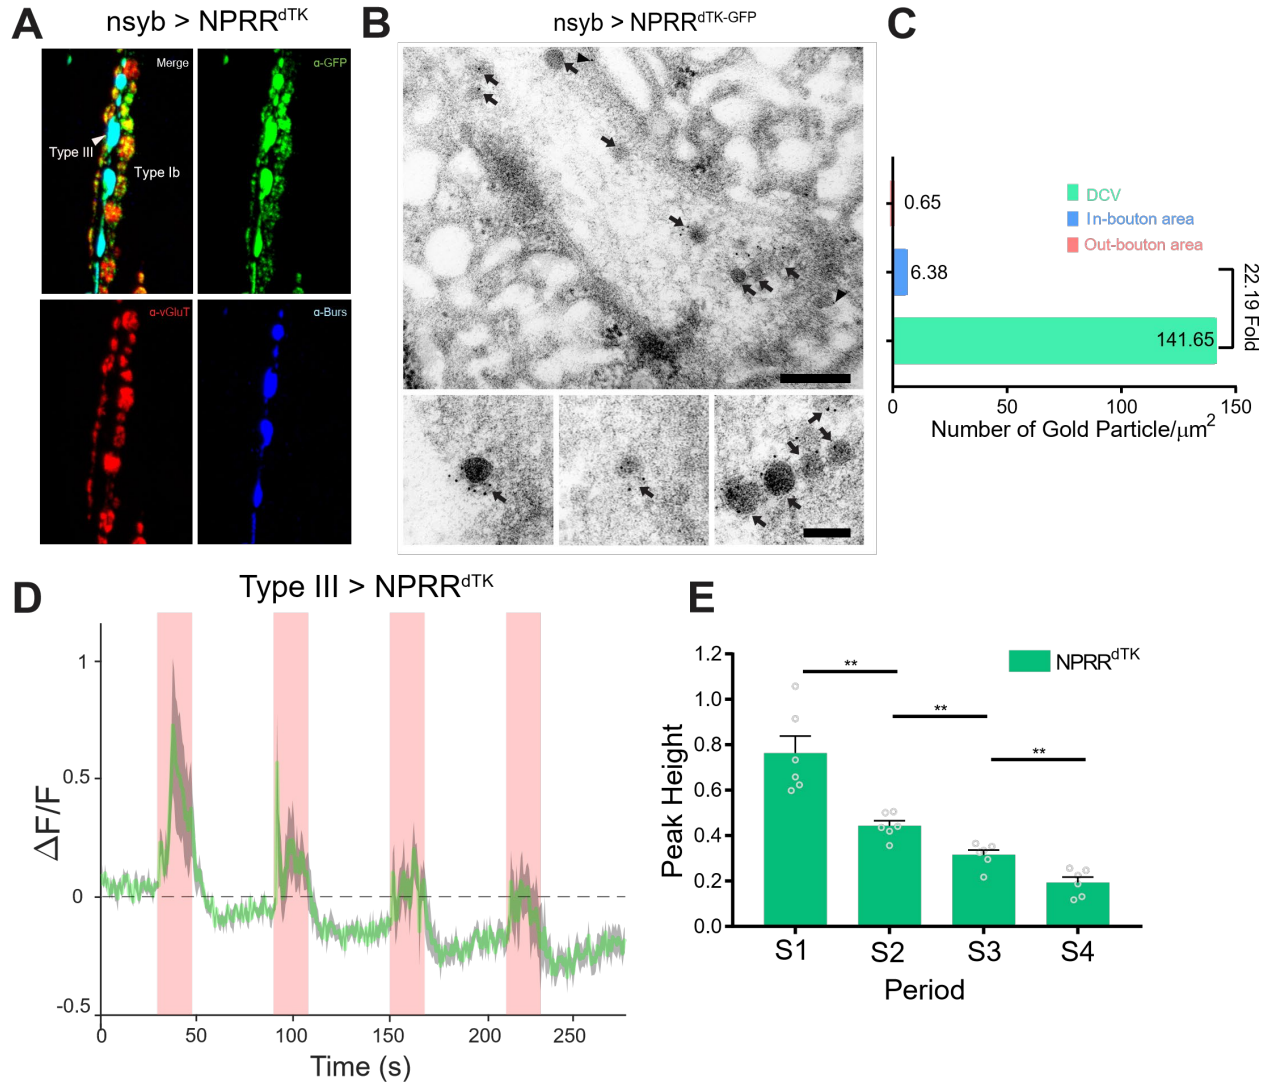 A
nsyb > NPRRdTK
Merge
α-GFP
Type III
Type Ib
α-vGluT
α-Burs
B
nsyb > NPRRdTK-GFP
C
0.65
6.38
141.65
DCV
In-bouton area
Out-bouton area
22.19 Fold
0 50 100 150
Number of Gold Particle/μm2
D
Type III > NPRRdTK
1
0.5
0
-0.5
ΔF/F
0 50 100 150 200 250
Time (s)
E
NPRRdTK
**
**
**
1.2
1.0
0.8
0.6
0.4
0.2
0.0
Peak Height
S1 S2 S3 S4
Period